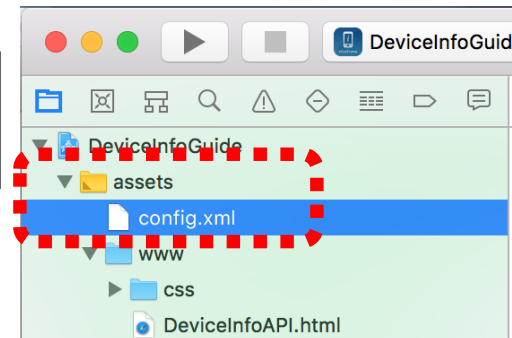 DeviceInfoGuid
DeviceInfoGuide
assets
config.xml
www
css
DeviceInfoAPI.html